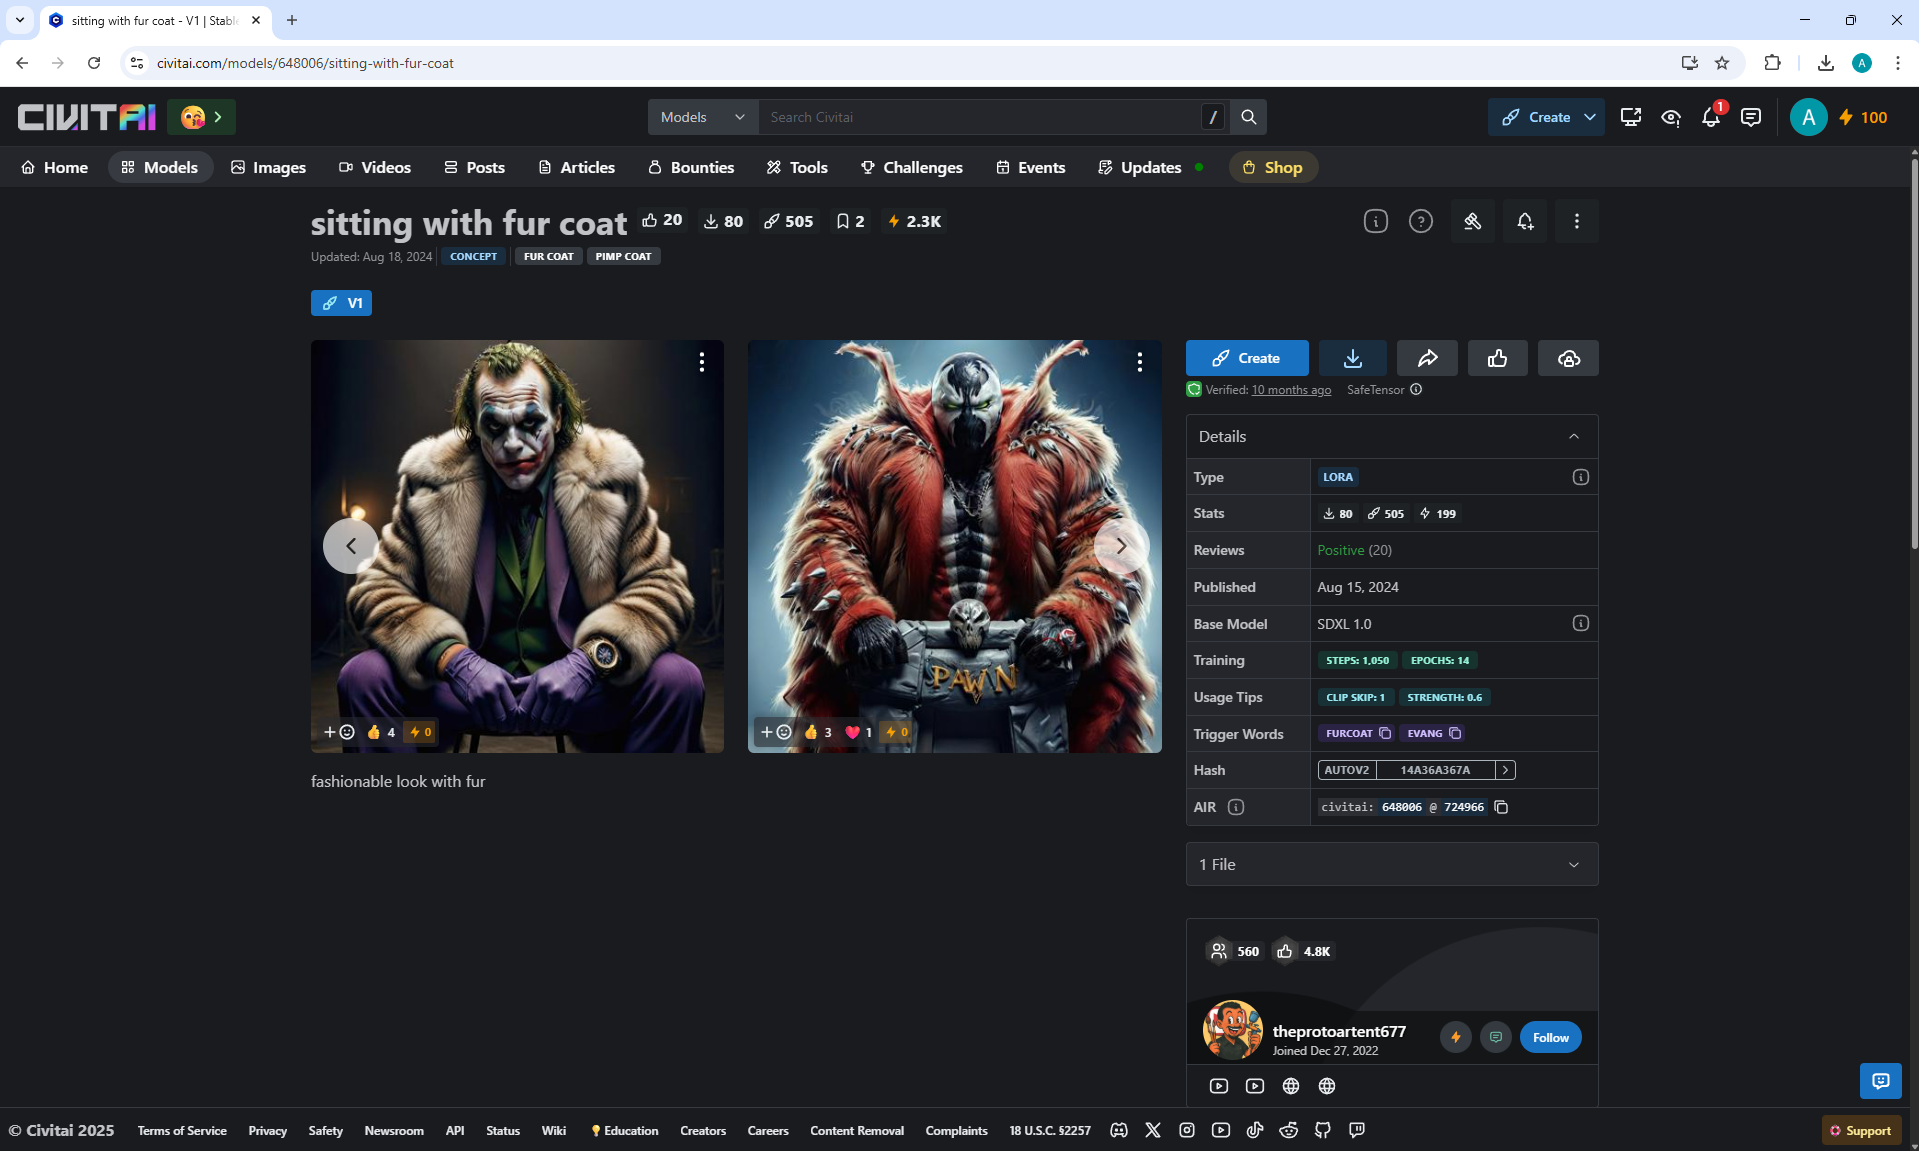 sitting with fur coat - V1 | Stabl
civitai.com/models/648006/sitting-with-fur-coat
A
CIVITAI
Models
Search Civitai
/
Create
1
A
100
Home
Models
Images
Videos
Posts
Articles
Bounties
Tools
Challenges
Events
Updates
Shop
sitting with fur coat
20
80
505
2
2.3K
Updated: Aug 18, 2024
CONCEPT
FUR COAT
PIMP COAT
V1
4
0
PAWN
3
1
0
fashionable look with fur
Create
Verified: 10 months ago
SafeTensor
Details
Type
LORA
Stats
80
505
199
Reviews
Positive (20)
Published
Aug 15, 2024
Base Model
SDXL 1.0
Training
STEPS: 1,050
EPOCHS: 14
Usage Tips
CLIP SKIP: 1
STRENGTH: 0.6
Trigger Words
FURCOAT
EVANG
Hash
AUTOV2
14A36A367A
AIR
civitai: 648006 @ 724966
1 File
560
4.8K
theprotoartent677
Joined Dec 27, 2022
Follow
© Civitai 2025
Terms of Service
Privacy
Safety
Newsroom
API
Status
Wiki
Education
Creators
Careers
Content Removal
Complaints
18 U.S.C. §2257
Support